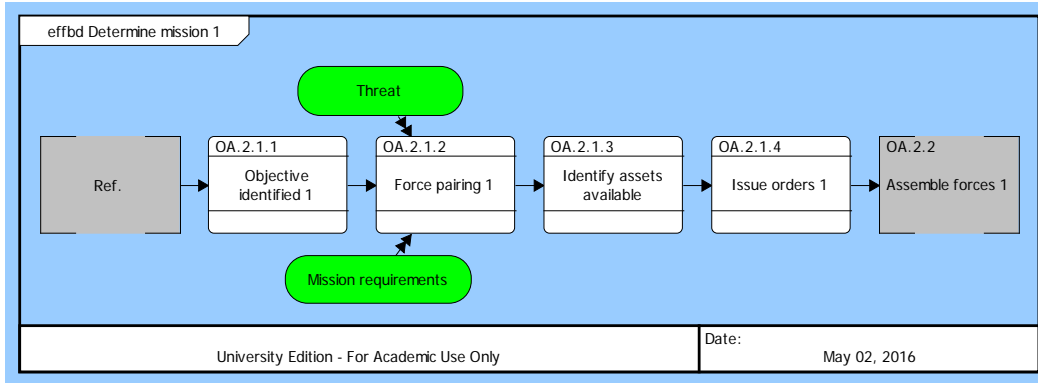 effbd Determine mission 1
Threat
Ref.
OA.2.1.1
Objective
identified 1
OA.2.1.2
Force pairing 1
OA.2.1.3
Identify assets
available
OA.2.1.4
Issue orders 1
OA.2.2
Assemble forces 1
Mission requirements
University Edition - For Academic Use Only
Date:
May 02, 2016